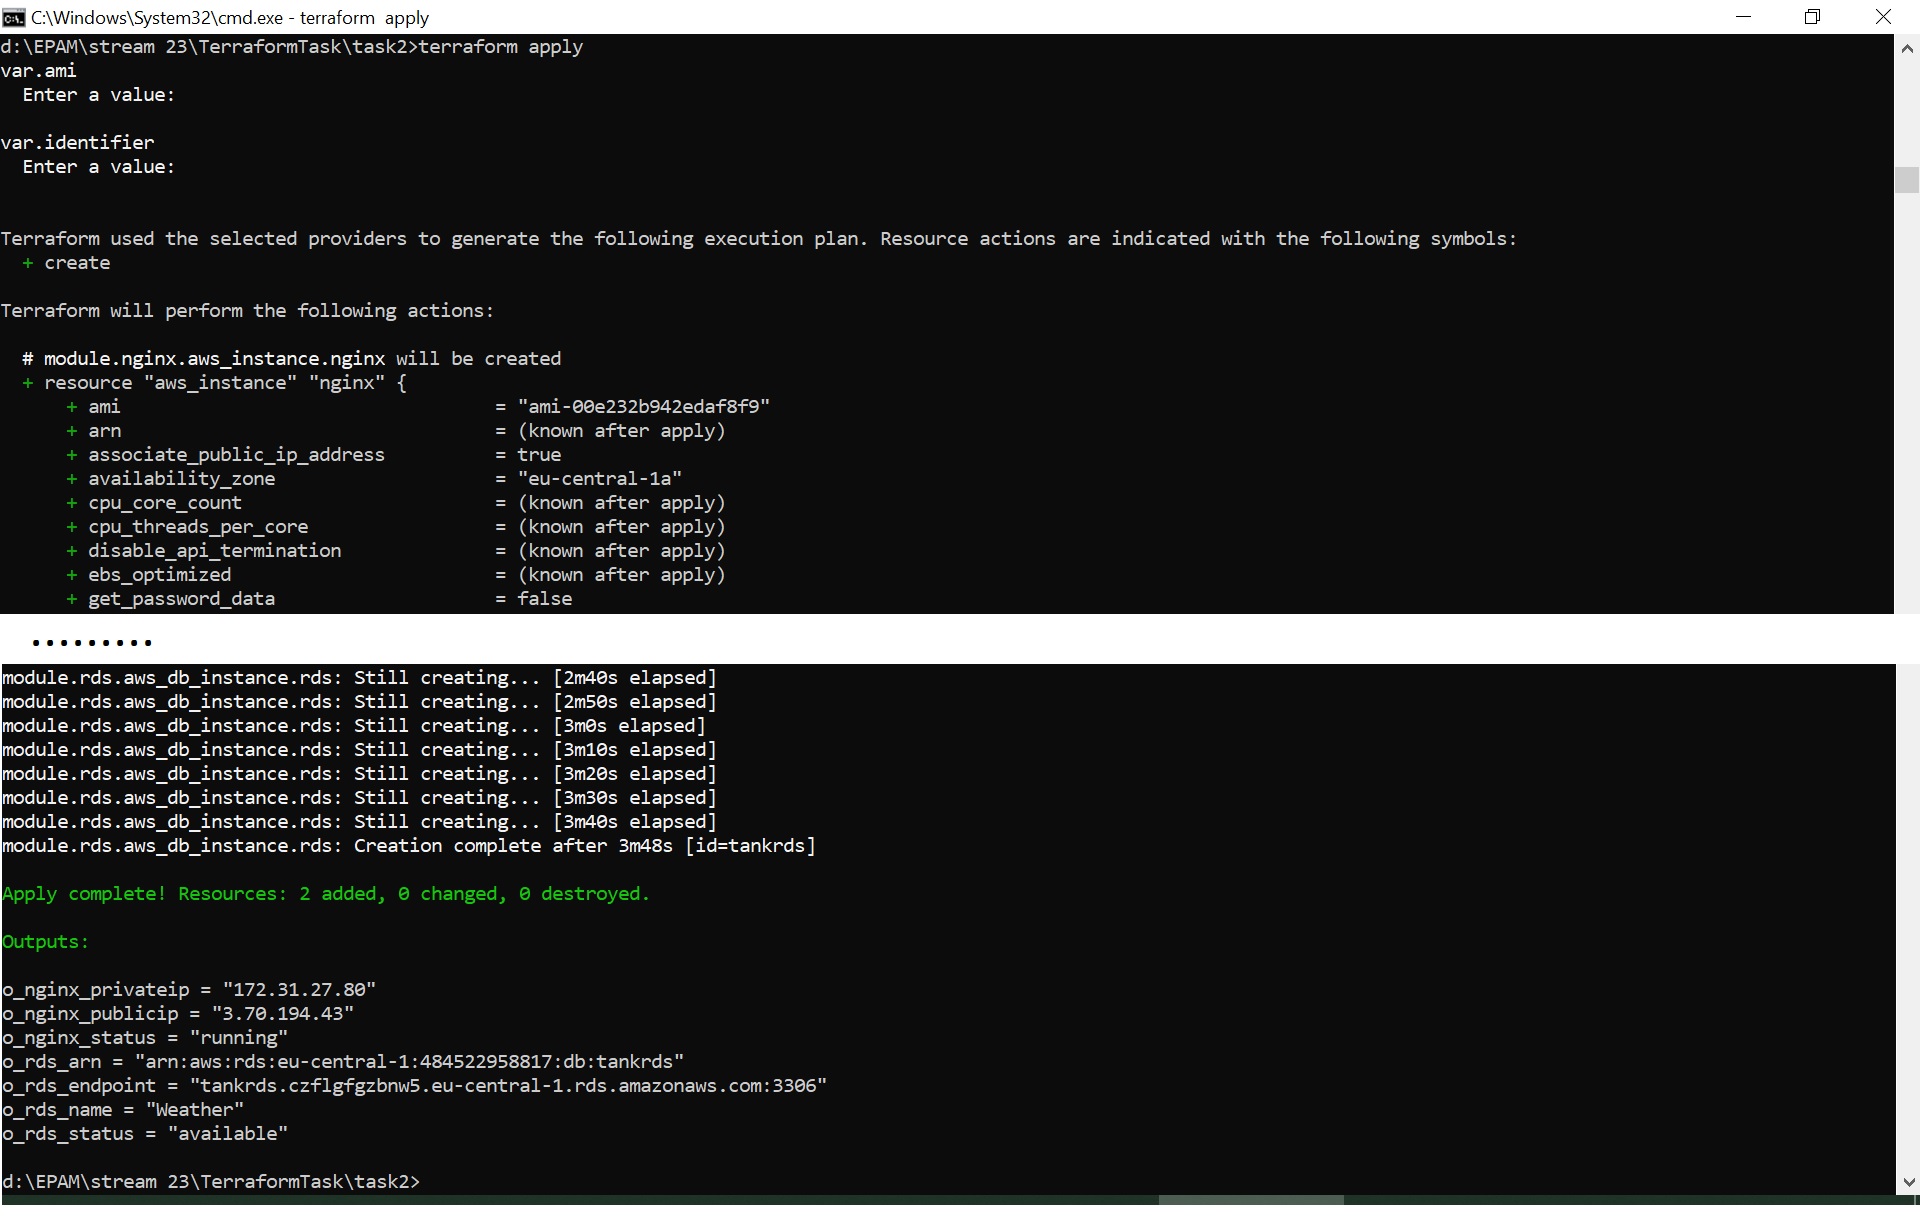 C:\Windows\System32\cmd.exe - terraform  apply
d:\EPAM\stream 23\TerraformTask\task2>terraform apply
var.ami
  Enter a value:

var.identifier
  Enter a value:


Terraform used the selected providers to generate the following execution plan. Resource actions are indicated with the following symbols:
  + create

Terraform will perform the following actions:

  # module.nginx.aws_instance.nginx will be created
  + resource "aws_instance" "nginx" {
      + ami                                  = "ami-00e232b942edaf8f9"
      + arn                                  = (known after apply)
      + associate_public_ip_address          = true
      + availability_zone                    = "eu-central-1a"
      + cpu_core_count                       = (known after apply)
      + cpu_threads_per_core                 = (known after apply)
      + disable_api_termination              = (known after apply)
      + ebs_optimized                        = (known after apply)
      + get_password_data                    = false
.........
module.rds.aws_db_instance.rds: Still creating... [2m40s elapsed]
module.rds.aws_db_instance.rds: Still creating... [2m50s elapsed]
module.rds.aws_db_instance.rds: Still creating... [3m0s elapsed]
module.rds.aws_db_instance.rds: Still creating... [3m10s elapsed]
module.rds.aws_db_instance.rds: Still creating... [3m20s elapsed]
module.rds.aws_db_instance.rds: Still creating... [3m30s elapsed]
module.rds.aws_db_instance.rds: Still creating... [3m40s elapsed]
module.rds.aws_db_instance.rds: Creation complete after 3m48s [id=tankrds]

Apply complete! Resources: 2 added, 0 changed, 0 destroyed.

Outputs:

o_nginx_privateip = "172.31.27.80"
o_nginx_publicip = "3.70.194.43"
o_nginx_status = "running"
o_rds_arn = "arn:aws:rds:eu-central-1:484522958817:db:tankrds"
o_rds_endpoint = "tankrds.czflgfgzbnw5.eu-central-1.rds.amazonaws.com:3306"
o_rds_name = "Weather"
o_rds_status = "available"

d:\EPAM\stream 23\TerraformTask\task2>